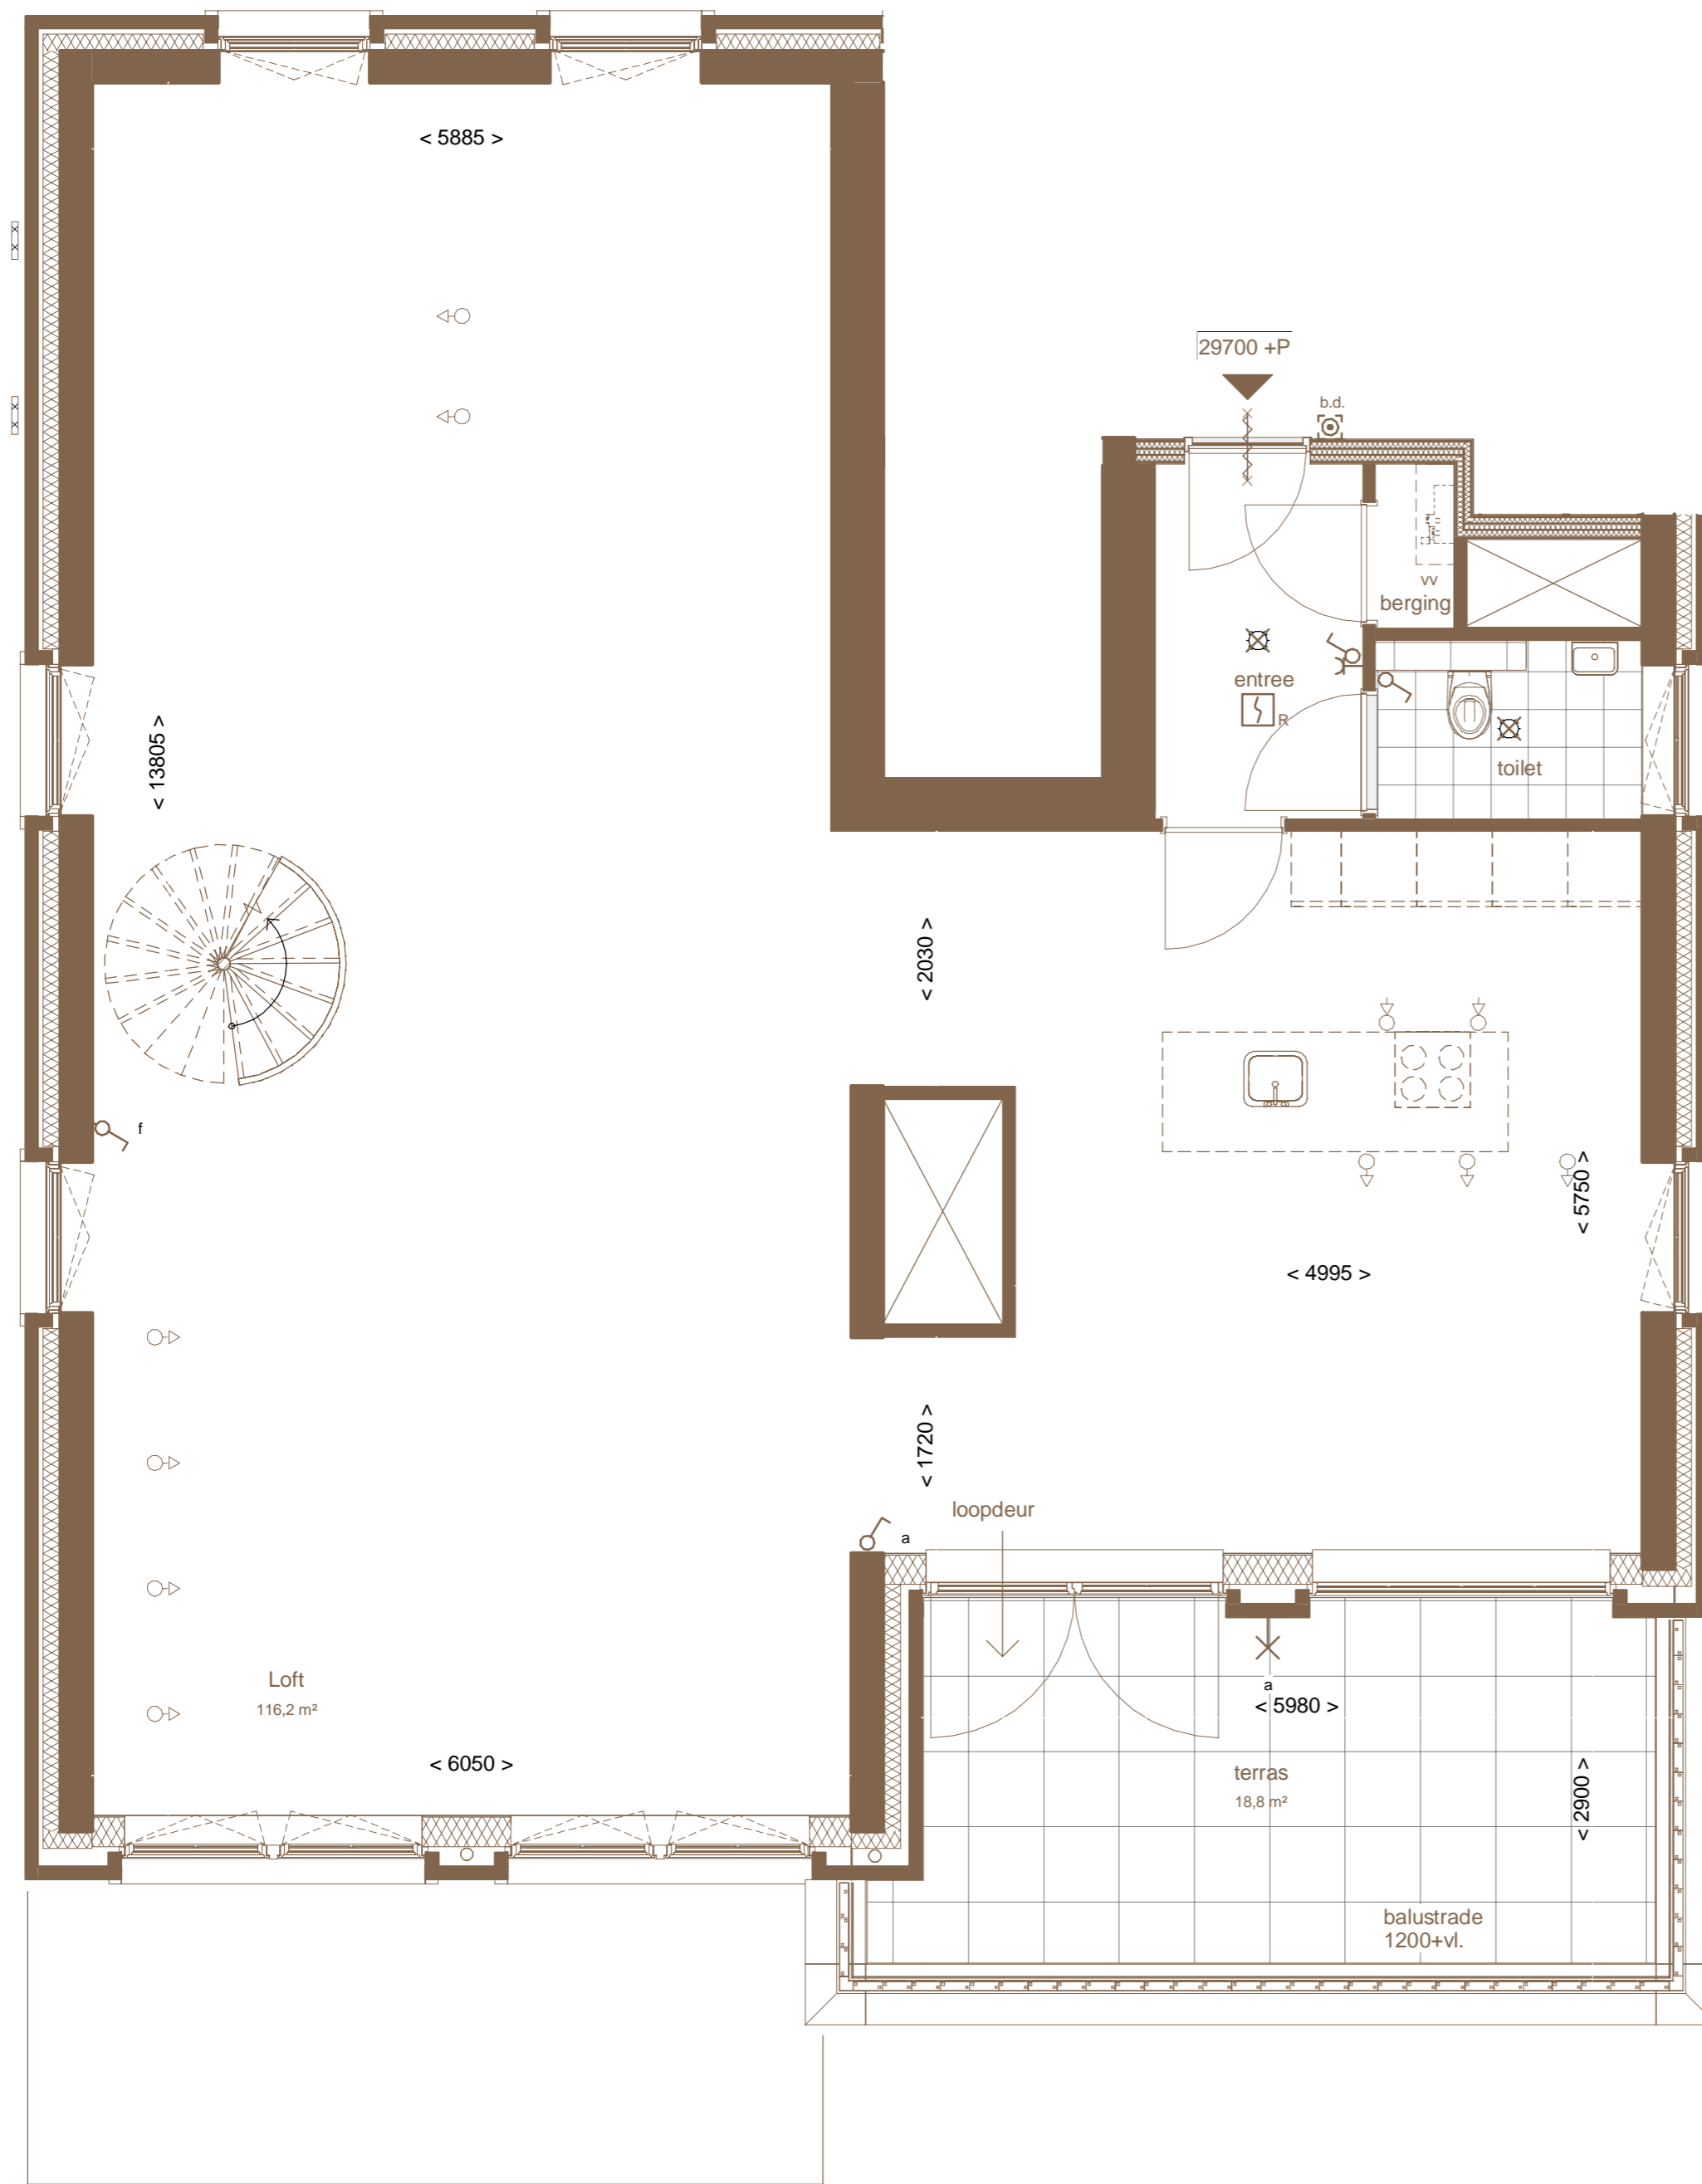 < 5885 >
29700 +P
b.d.
vv
berging
entree
R
toilet
< 13805 >
< 2030 >
f
< 5750 >
< 4995 >
< 1720 >
loopdeur
a
Loft
116,2 m²
a
< 5980 >
< 6050 >
terras
18,8 m²
< 2900 >
balustrade
1200+vl.